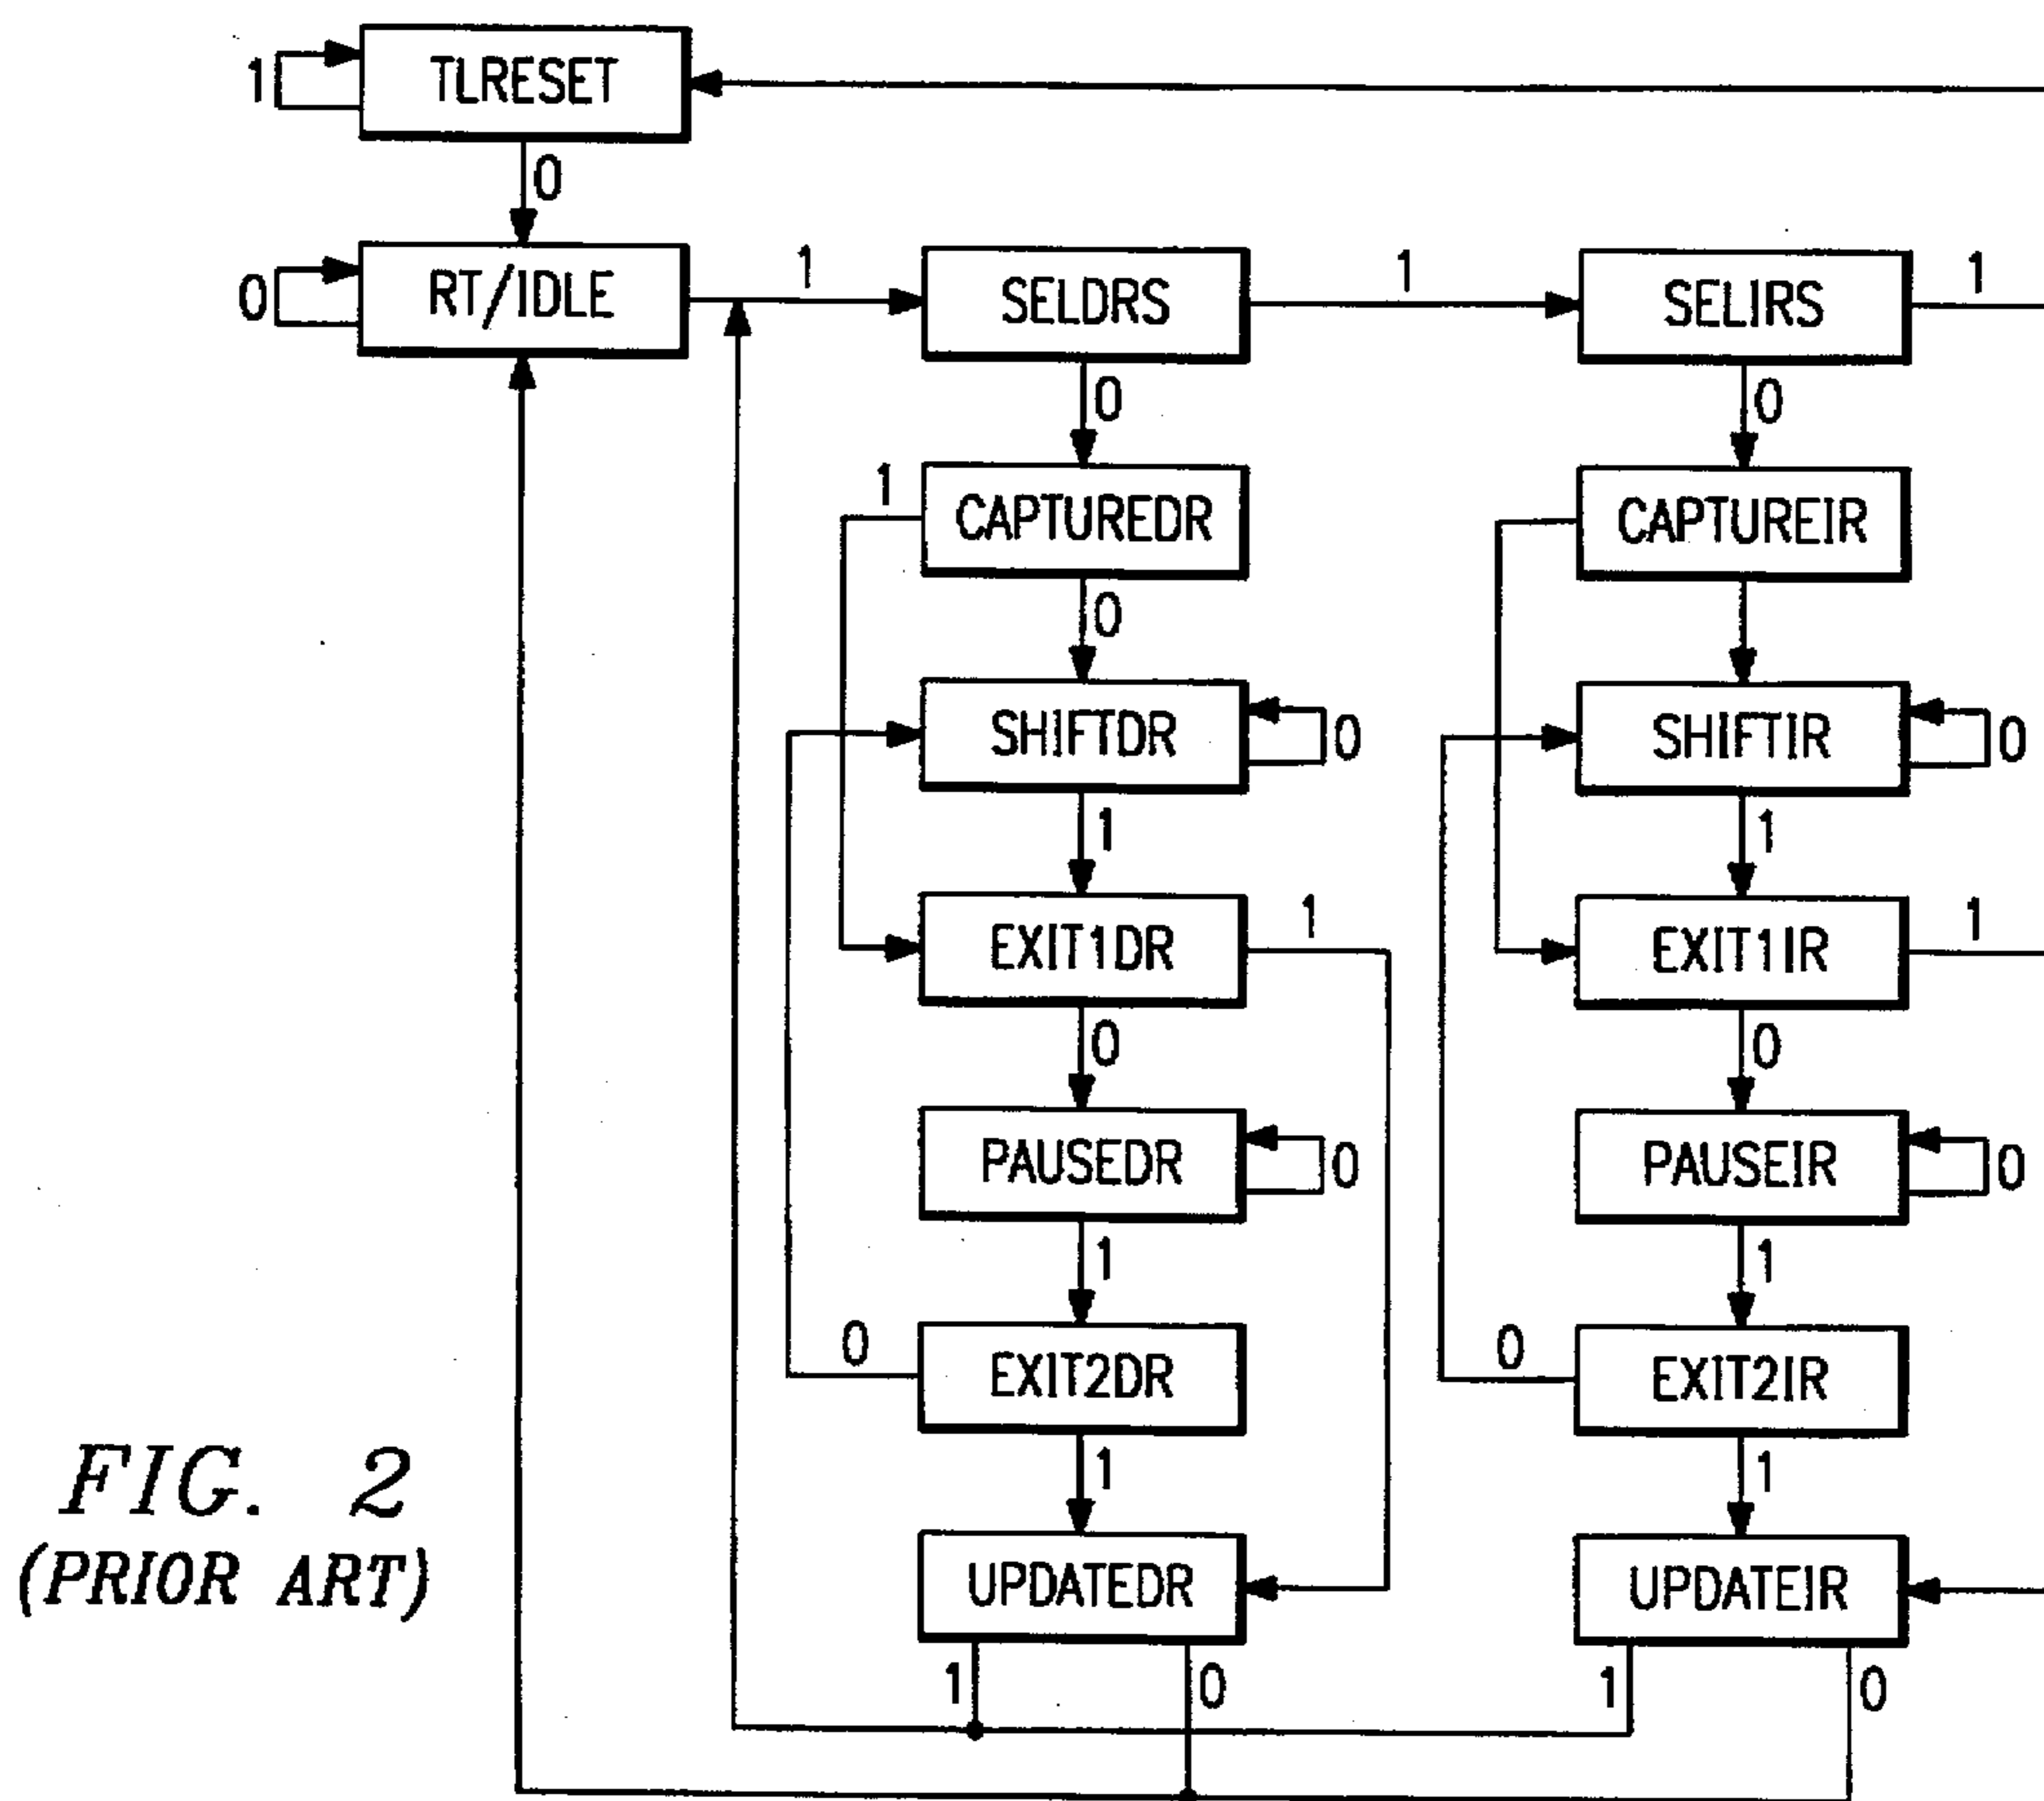 TLRESET
1
0
RT/IDLE
0
1
SELDRS
1
SELIRS
1
0
0
1
CAPTUREDR
CAPTUREIR
0
SHIFTDR
0
SHIFTIR
0
1
1
EXIT1DR
1
EXIT1IR
1
0
0
PAUSEDR
0
PAUSEIR
0
1
1
0
EXIT2DR
0
EXIT2IR
1
1
UPDATEDR
UPDATEIR
1
0
1
0
FIG. 2
(PRIOR ART)